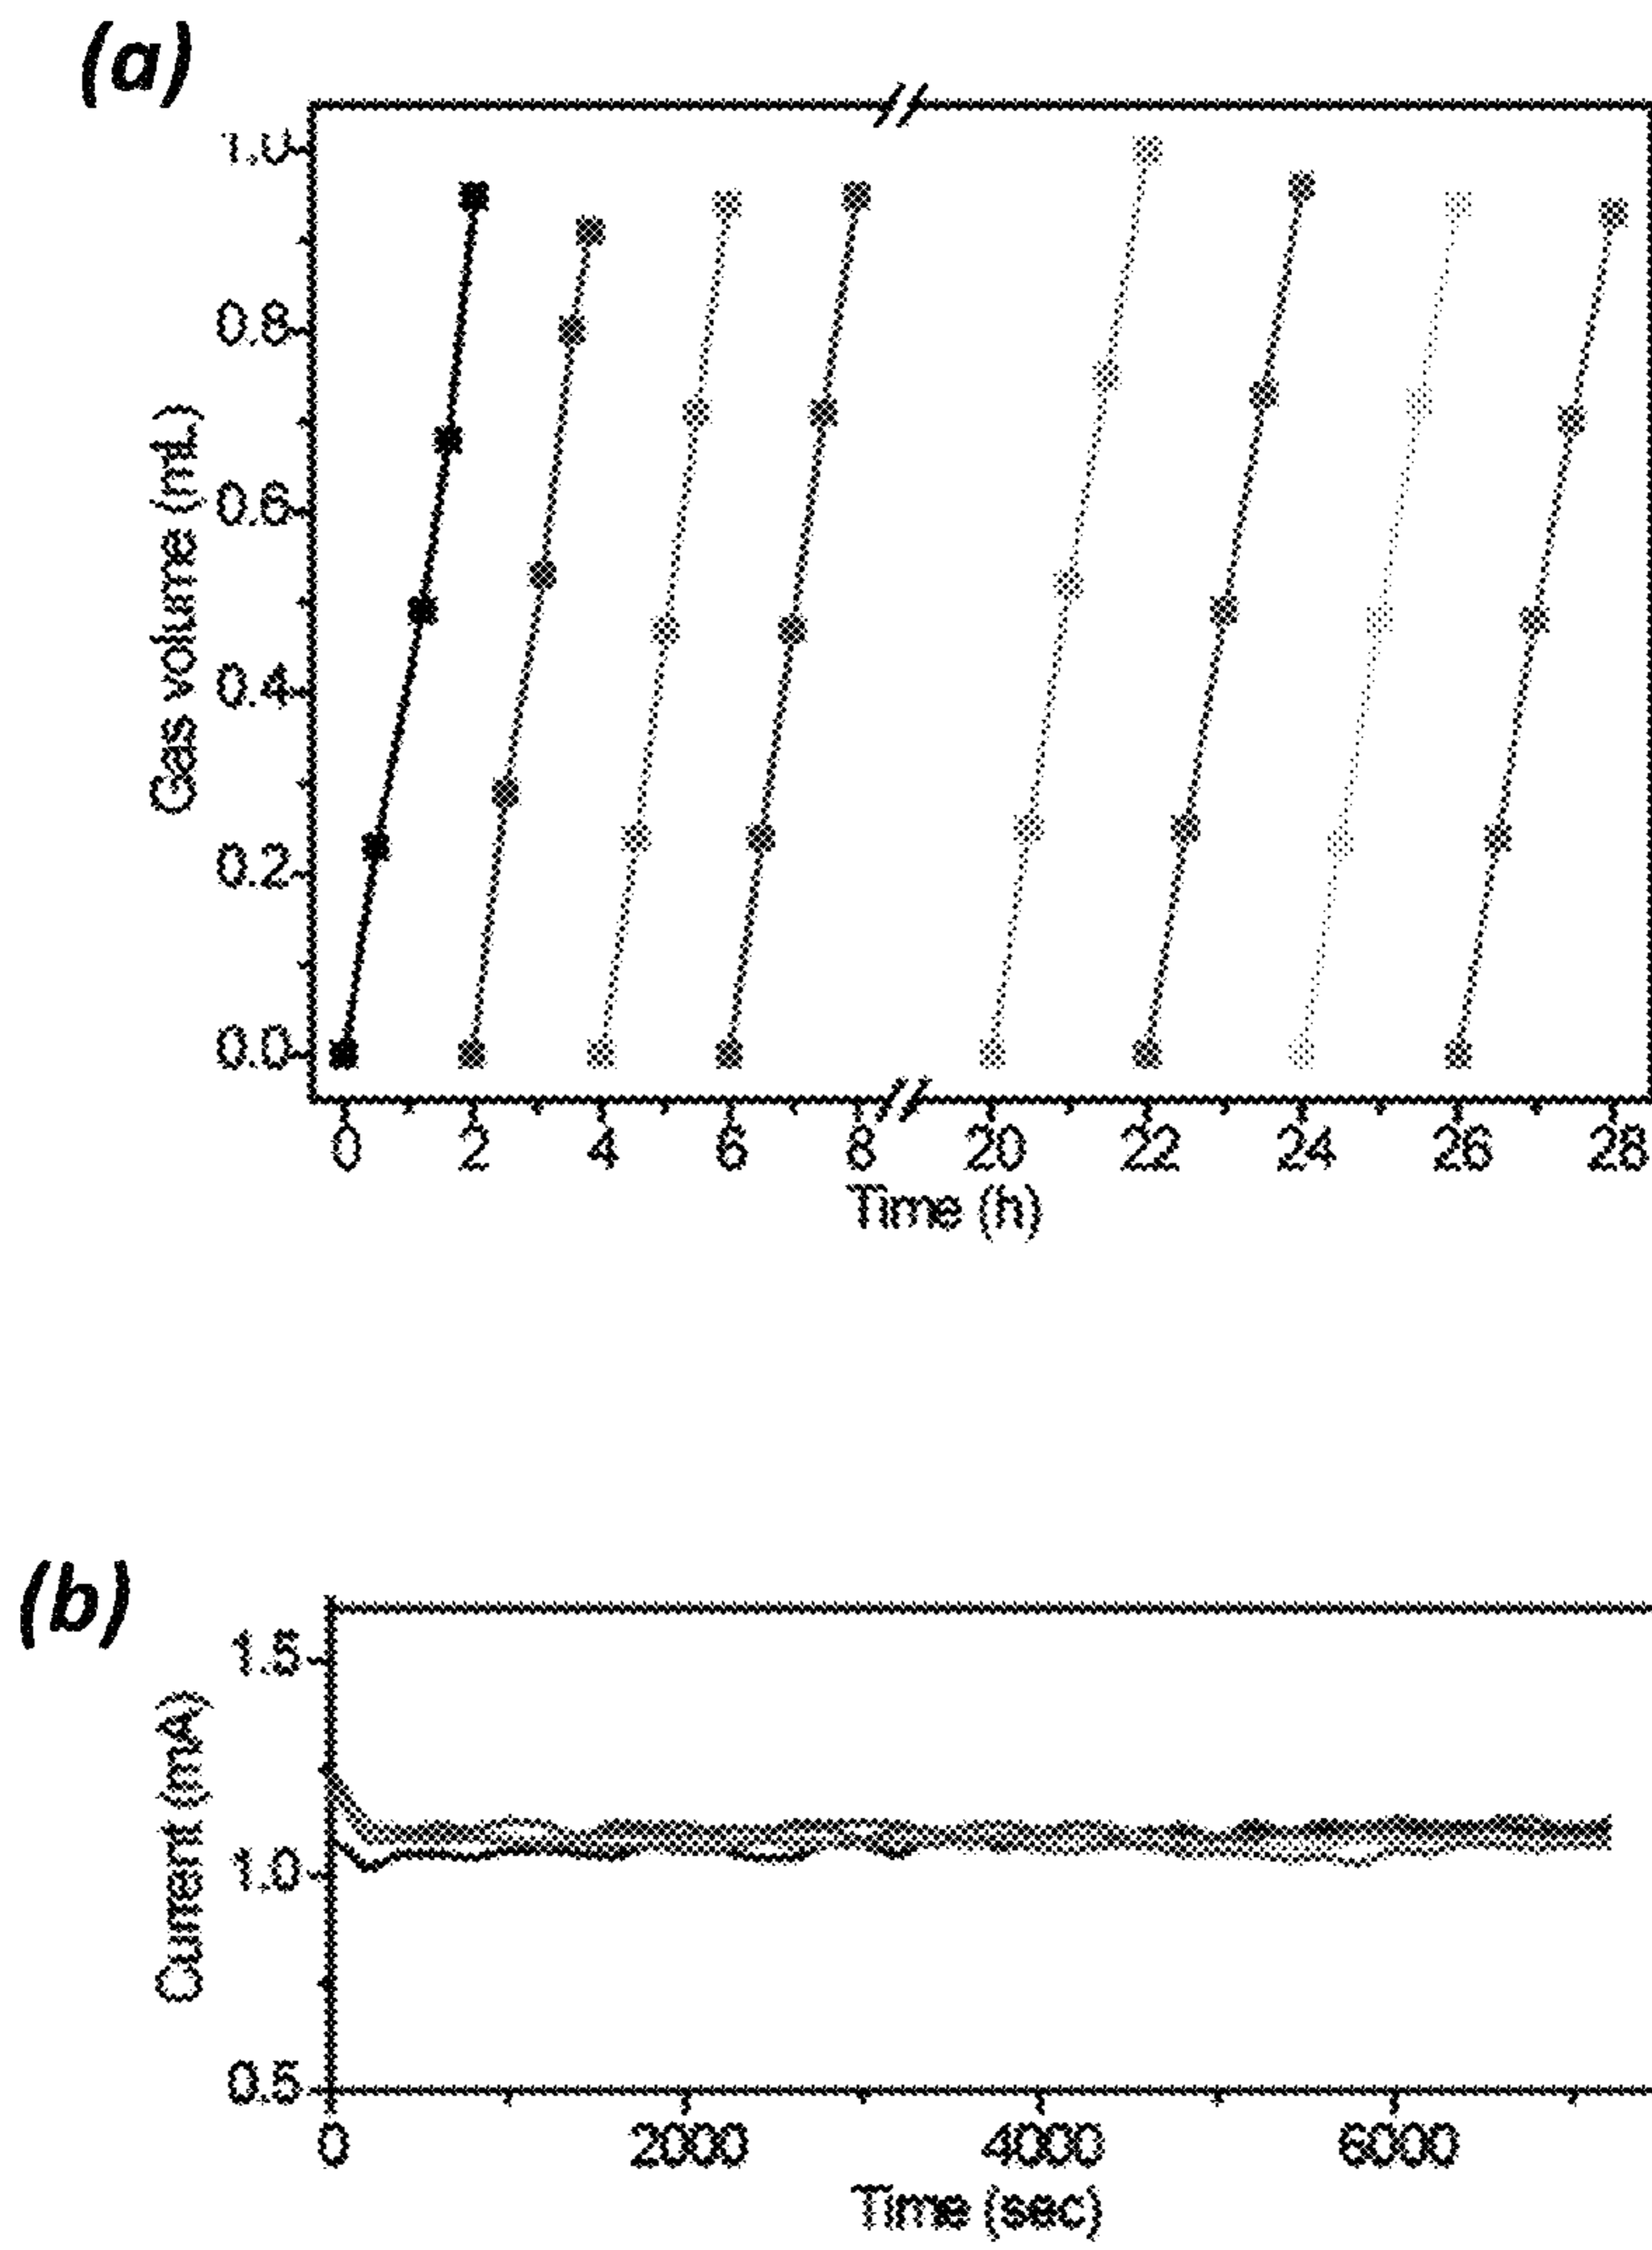 (a)
1.0
0.8
0.6
0.4
0.2
0.0
Gas volume (mL)
0 2 4 6 8 20 22 24 26 28
Time (h)
(b)
1.5
1.0
0.5
Current (mA)
0 2000 4000 6000
Time (sec)